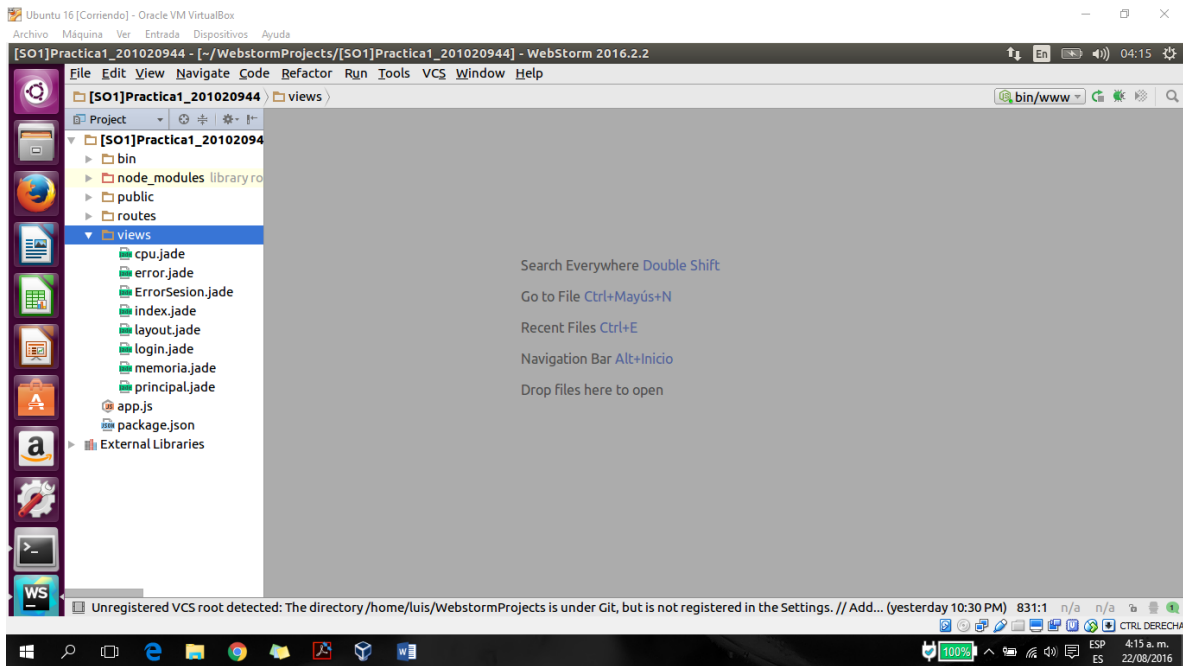 Ubuntu 16 [Corriendo] - Oracle VM VirtualBox
Archivo Máquina Ver Entrada Dispositivos Ayuda
[SO1]Practica1_201020944 - [~/WebstormProjects/[SO1]Practica1_201020944] - WebStorm 2016.2.2 En 04:15
File Edit View Navigate Code Refactor Run Tools VCS Window Help
[SO1]Practica1_201020944 views bin/www
Project
[SO1]Practica1_20102094
bin
node_modules library ro
public
routes
views
cpu.jade
error.jade
ErrorSesion.jade
index.jade
layout.jade
login.jade
memoria.jade
principal.jade
app.js
package.json
External Libraries
Search Everywhere Double Shift
Go to File Ctrl+Mayús+N
Recent Files Ctrl+E
Navigation Bar Alt+Inicio
Drop files here to open
a
>_
WS
Unregistered VCS root detected: The directory /home/luis/WebstormProjects is under Git, but is not registered in the Settings. // Add... (yesterday 10:30 PM) 831:1 n/a n/a 1
CTRL DERECHA
100% ESP 4:15 a. m.
ES 22/08/2016